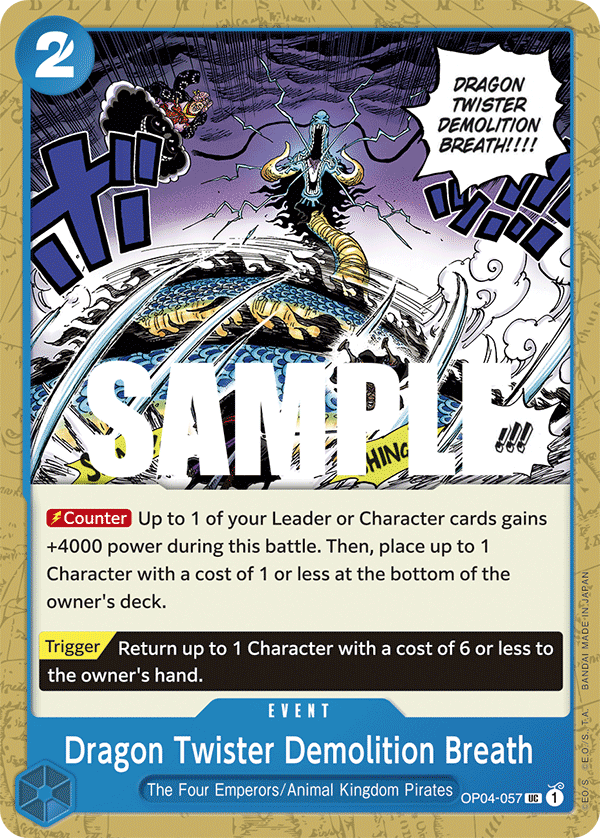 2
DRAGON
TWISTER
DEMOLITION
BREATH!!!!
SAMPLE
!!!
Counter Up to 1 of your Leader or Character cards gains
+4000 power during this battle. Then, place up to 1
Character with a cost of 1 or less at the bottom of the
owner's deck.
Trigger Return up to 1 Character with a cost of 6 or less to
the owner's hand.
EVENT
Dragon Twister Demolition Breath
The Four Emperors/Animal Kingdom Pirates
OP04-057 UC 1
©E.O.S., ©E.O.S., T.A. BANDAI MADE IN JAPAN